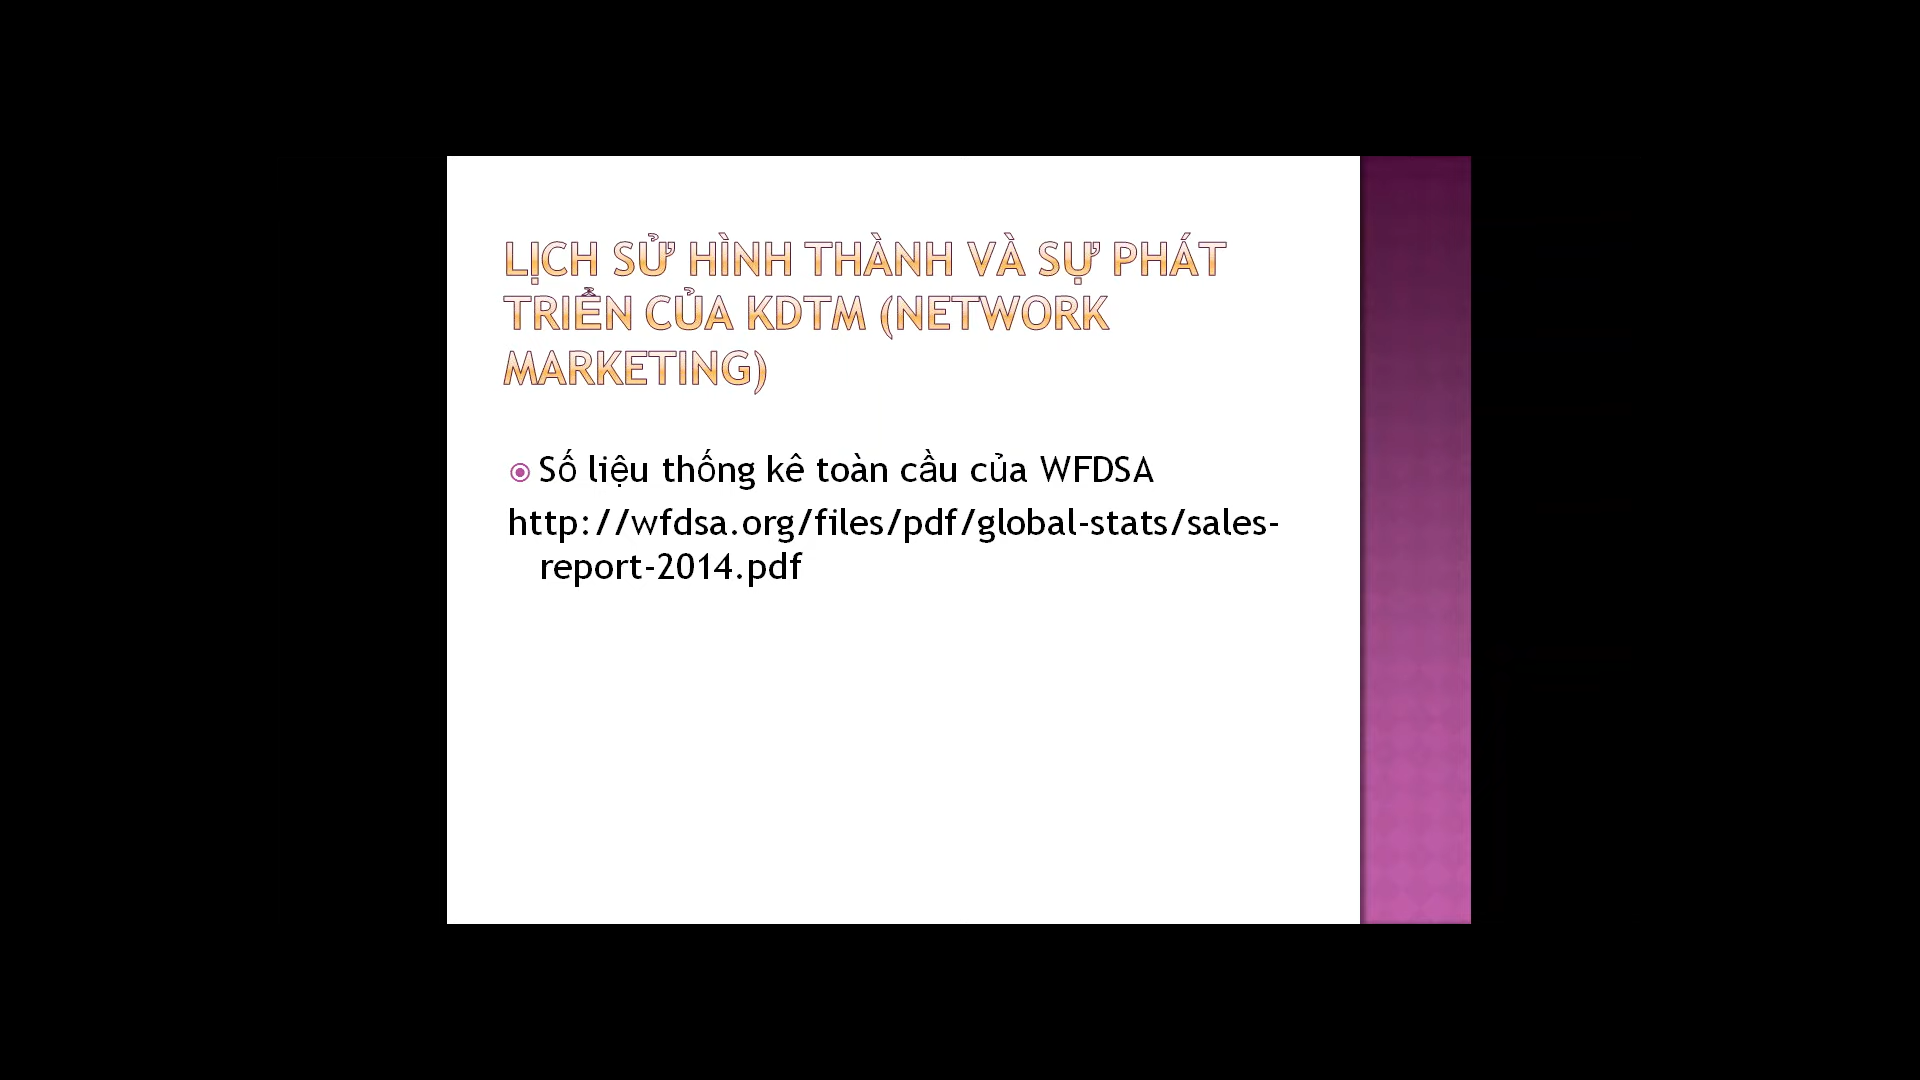 LỊCH SỬ HÌNH THÀNH VÀ SỰ PHÁT
TRIỂN CỦA KDTM (NETWORK
MARKETING)
Số liệu thống kê toàn cầu của WFDSA
http://wfdsa.org/files/pdf/global-stats/sales-
report-2014.pdf